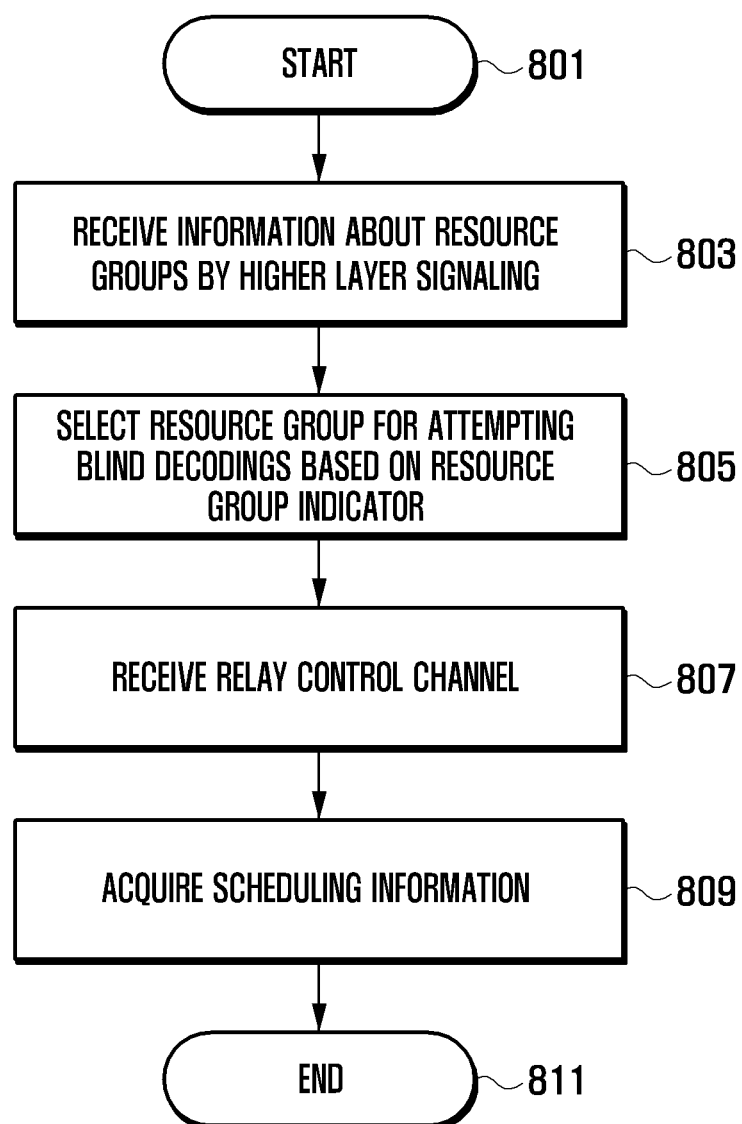 START
801
RECEIVE INFORMATION ABOUT RESOURCE
GROUPS BY HIGHER LAYER SIGNALING
803
SELECT RESOURCE GROUP FOR ATTEMPTING
BLIND DECODINGS BASED ON RESOURCE
GROUP INDICATOR
805
RECEIVE RELAY CONTROL CHANNEL
807
ACQUIRE SCHEDULING INFORMATION
809
END
811